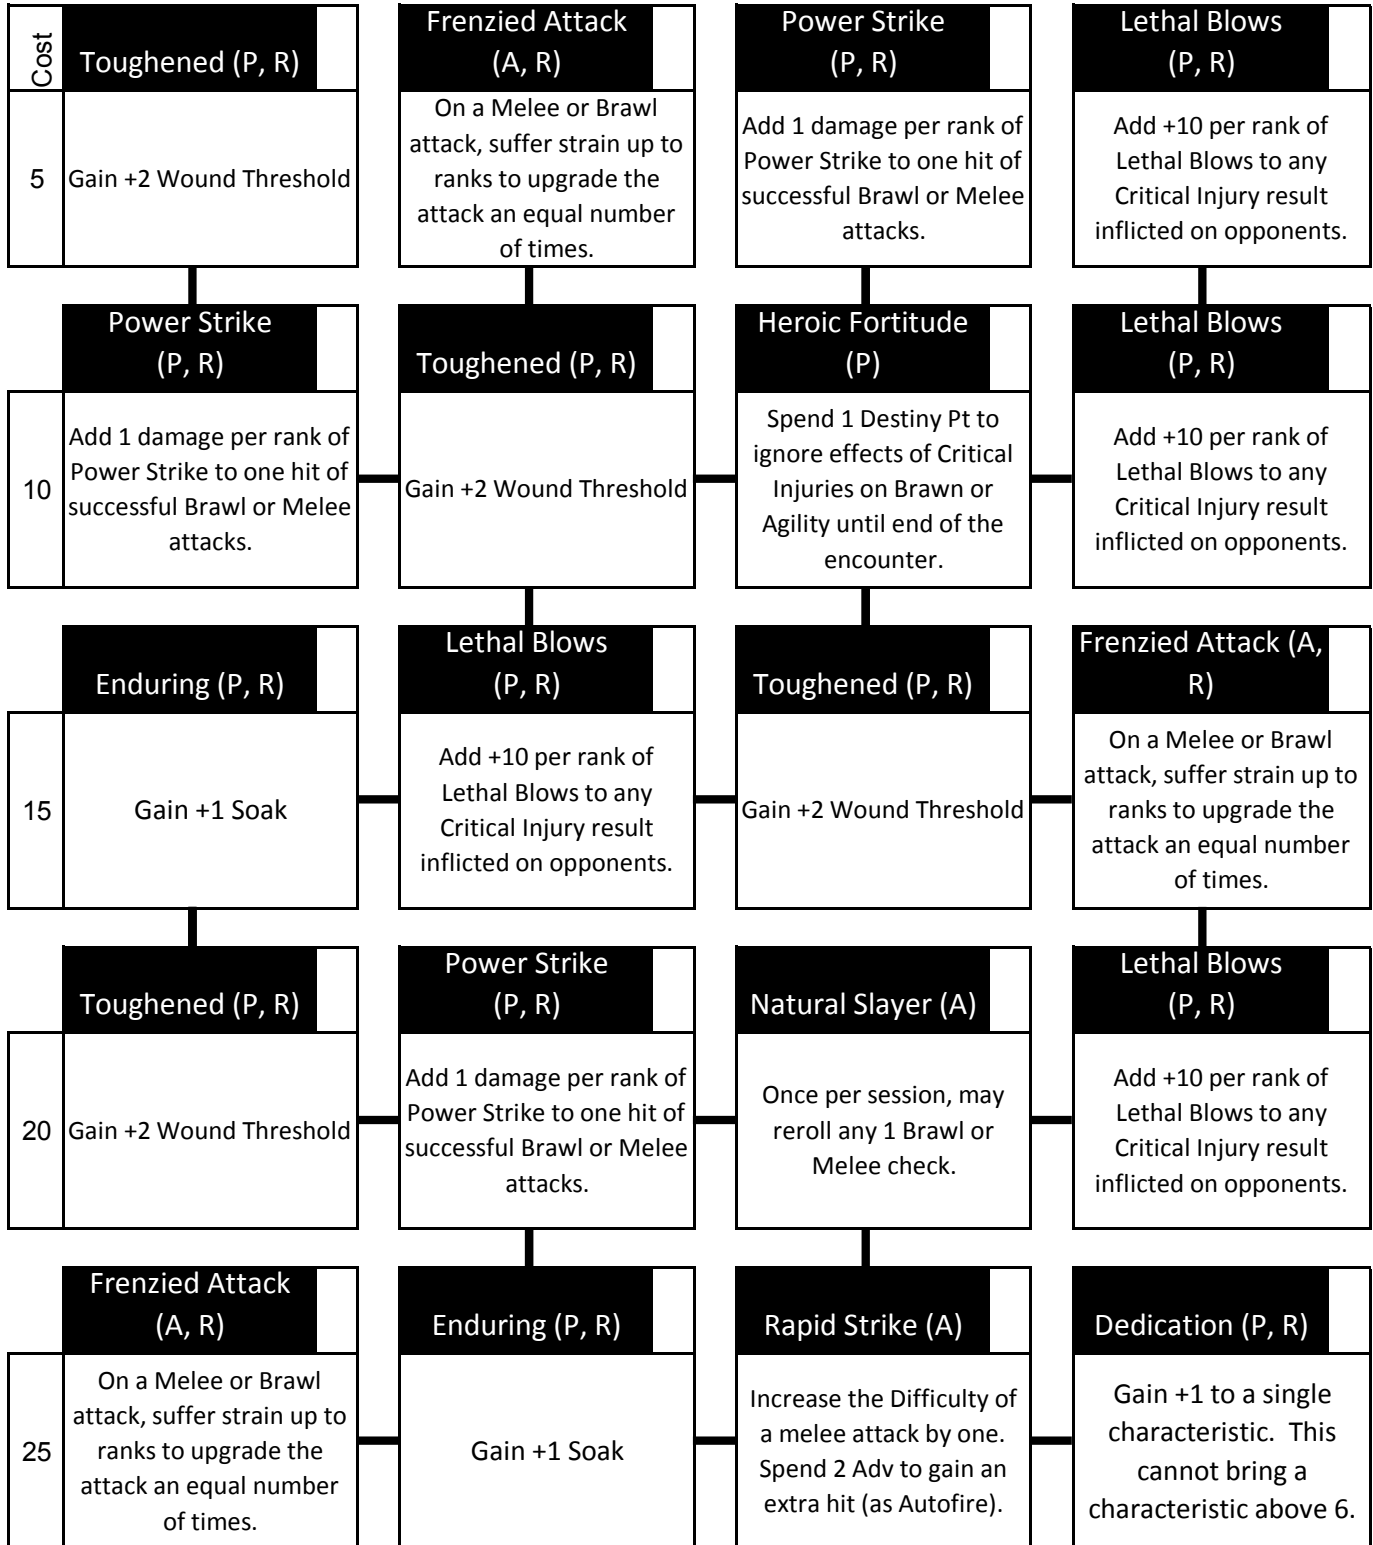 Cost
Toughened (P, R)
Frenzied Attack
(A, R)
Power Strike
(P, R)
Lethal Blows
(P, R)
5
Gain +2 Wound Threshold
On a Melee or Brawl
attack, suffer strain up to
ranks to upgrade the
attack an equal number
of times.
Add 1 damage per rank of
Power Strike to one hit of
successful Brawl or Melee
attacks.
Add +10 per rank of
Lethal Blows to any
Critical Injury result
inflicted on opponents.
Power Strike
(P, R)
Toughened (P, R)
Heroic Fortitude
(P)
Lethal Blows
(P, R)
10
Add 1 damage per rank of
Power Strike to one hit of
successful Brawl or Melee
attacks.
Gain +2 Wound Threshold
Spend 1 Destiny Pt to
ignore effects of Critical
Injuries on Brawn or
Agility until end of the
encounter.
Add +10 per rank of
Lethal Blows to any
Critical Injury result
inflicted on opponents.
Enduring (P, R)
Lethal Blows
(P, R)
Toughened (P, R)
Frenzied Attack (A,
R)
15
Gain +1 Soak
Add +10 per rank of
Lethal Blows to any
Critical Injury result
inflicted on opponents.
Gain +2 Wound Threshold
On a Melee or Brawl
attack, suffer strain up to
ranks to upgrade the
attack an equal number
of times.
Toughened (P, R)
Power Strike
(P, R)
Natural Slayer (A)
Lethal Blows
(P, R)
20
Gain +2 Wound Threshold
Add 1 damage per rank of
Power Strike to one hit of
successful Brawl or Melee
attacks.
Once per session, may
reroll any 1 Brawl or
Melee check.
Add +10 per rank of
Lethal Blows to any
Critical Injury result
inflicted on opponents.
Frenzied Attack
(A, R)
Enduring (P, R)
Rapid Strike (A)
Dedication (P, R)
25
On a Melee or Brawl
attack, suffer strain up to
ranks to upgrade the
attack an equal number
of times.
Gain +1 Soak
Increase the Difficulty of
a melee attack by one.
Spend 2 Adv to gain an
extra hit (as Autofire).
Gain +1 to a single
characteristic.  This
cannot bring a
characteristic above 6.